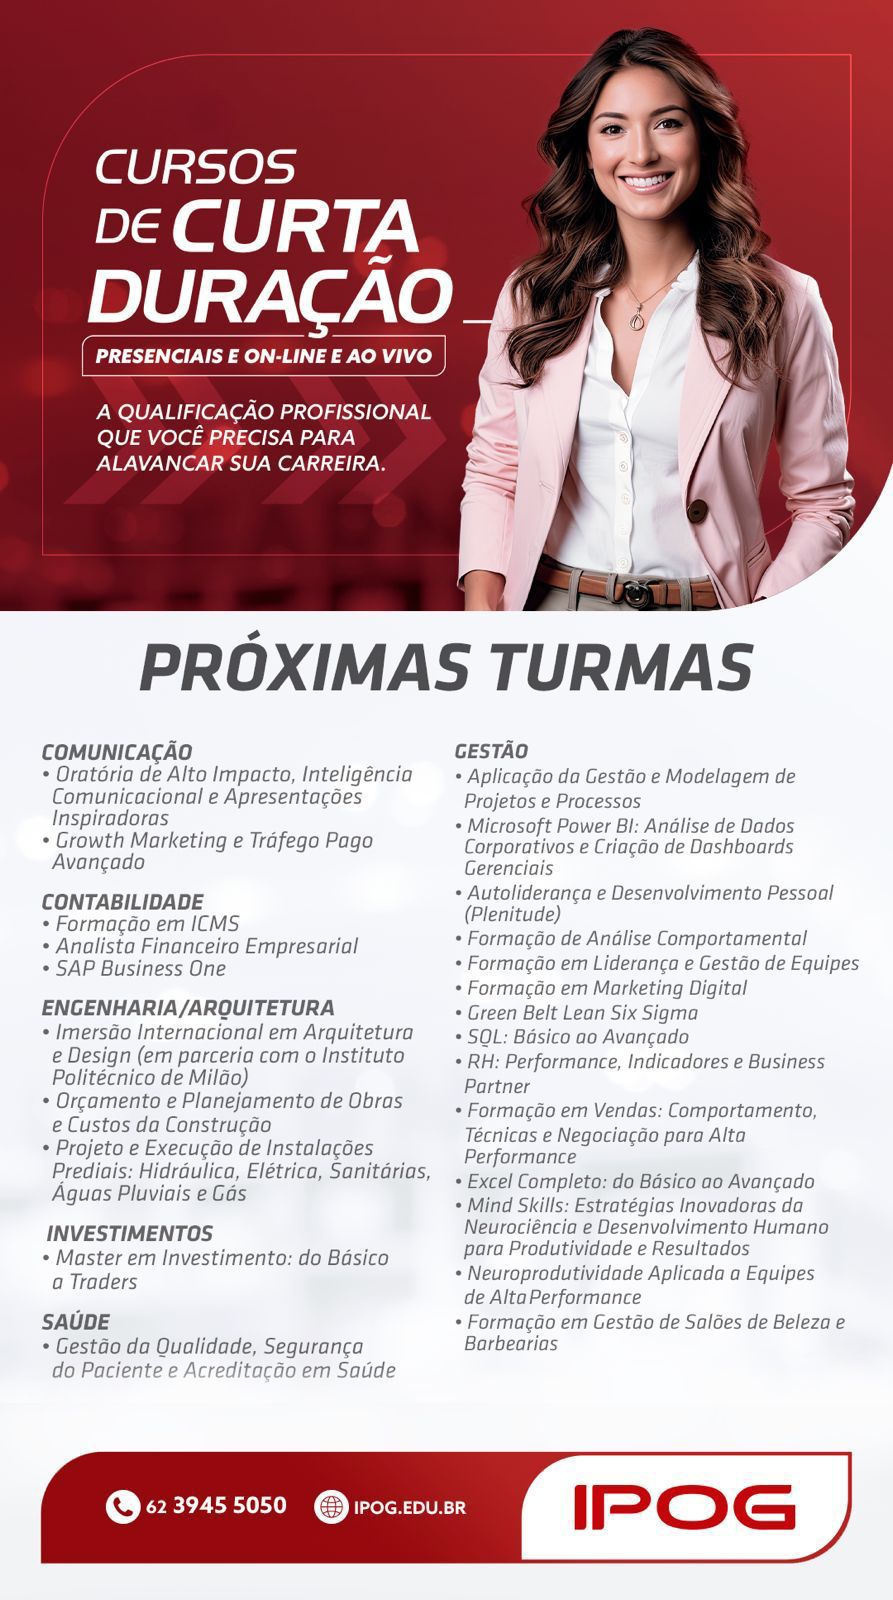 CURSOS
DE CURTA
DURAÇÃO
PRESENCIAIS E ON-LINE E AO VIVO
A QUALIFICAÇÃO PROFISSIONAL
QUE VOCÊ PRECISA PARA
ALAVANCAR SUA CARREIRA.
PRÓXIMAS TURMAS
COMUNICAÇÃO
• Oratória de Alto Impacto, Inteligência
Comunicacional e Apresentações
Inspiradoras
• Growth Marketing e Tráfego Pago
Avançado
CONTABILIDADE
• Formação em ICMS
• Analista Financeiro Empresarial
• SAP Business One
ENGENHARIA/ARQUITETURA
• Imersão Internacional em Arquitetura
e Design (em parceria com o Instituto
Politécnico de Milão)
• Orçamento e Planejamento de Obras
e Custos da Construção
• Projeto e Execução de Instalações
Prediais: Hidráulica, Elétrica, Sanitárias,
Águas Pluviais e Gás
INVESTIMENTOS
• Master em Investimento: do Básico
a Traders
SAÚDE
• Gestão da Qualidade, Segurança
do Paciente e Acreditação em Saúde
GESTÃO
• Aplicação da Gestão e Modelagem de
Projetos e Processos
• Microsoft Power BI: Análise de Dados
Corporativos e Criação de Dashboards
Gerenciais
• Autoliderança e Desenvolvimento Pessoal
(Plenitude)
• Formação de Análise Comportamental
• Formação em Liderança e Gestão de Equipes
• Formação em Marketing Digital
• Green Belt Lean Six Sigma
• SQL: Básico ao Avançado
• RH: Performance, Indicadores e Business
Partner
• Formação em Vendas: Comportamento,
Técnicas e Negociação para Alta
Performance
• Excel Completo: do Básico ao Avançado
• Mind Skills: Estratégias Inovadoras da
Neurociência e Desenvolvimento Humano
para Produtividade e Resultados
• Neuroprodutividade Aplicada a Equipes
de Alta Performance
• Formação em Gestão de Salões de Beleza e
Barbearias
62 3945 5050
IPOG.EDU.BR
IPOG